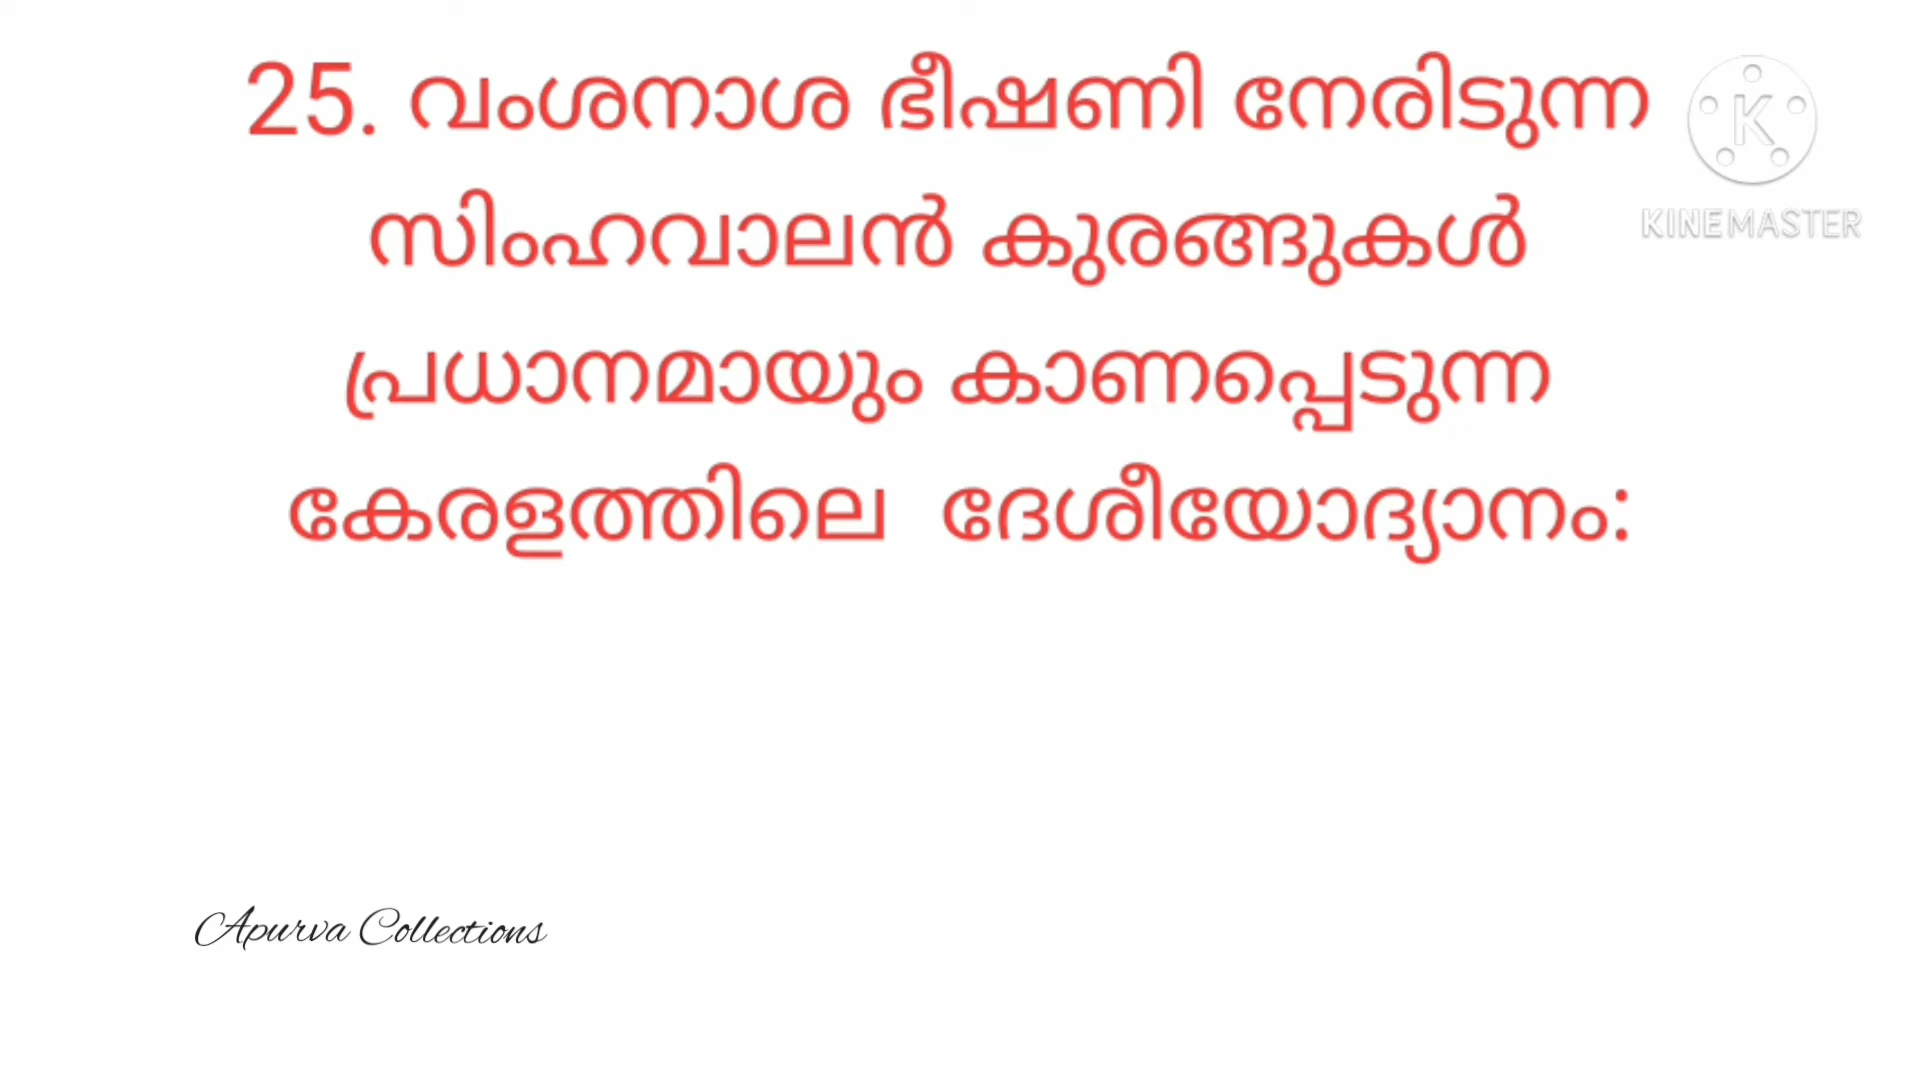 25. വംശനാശ ഭീഷണി നേരിടുന്ന
സിംഹവാലൻ കുരങ്ങുകൾ
പ്രധാനമായും കാണപ്പെടുന്ന
കേരളത്തിലെ ദേശീയോദ്യാനം:
K
KINEMASTER
Apurva Collections